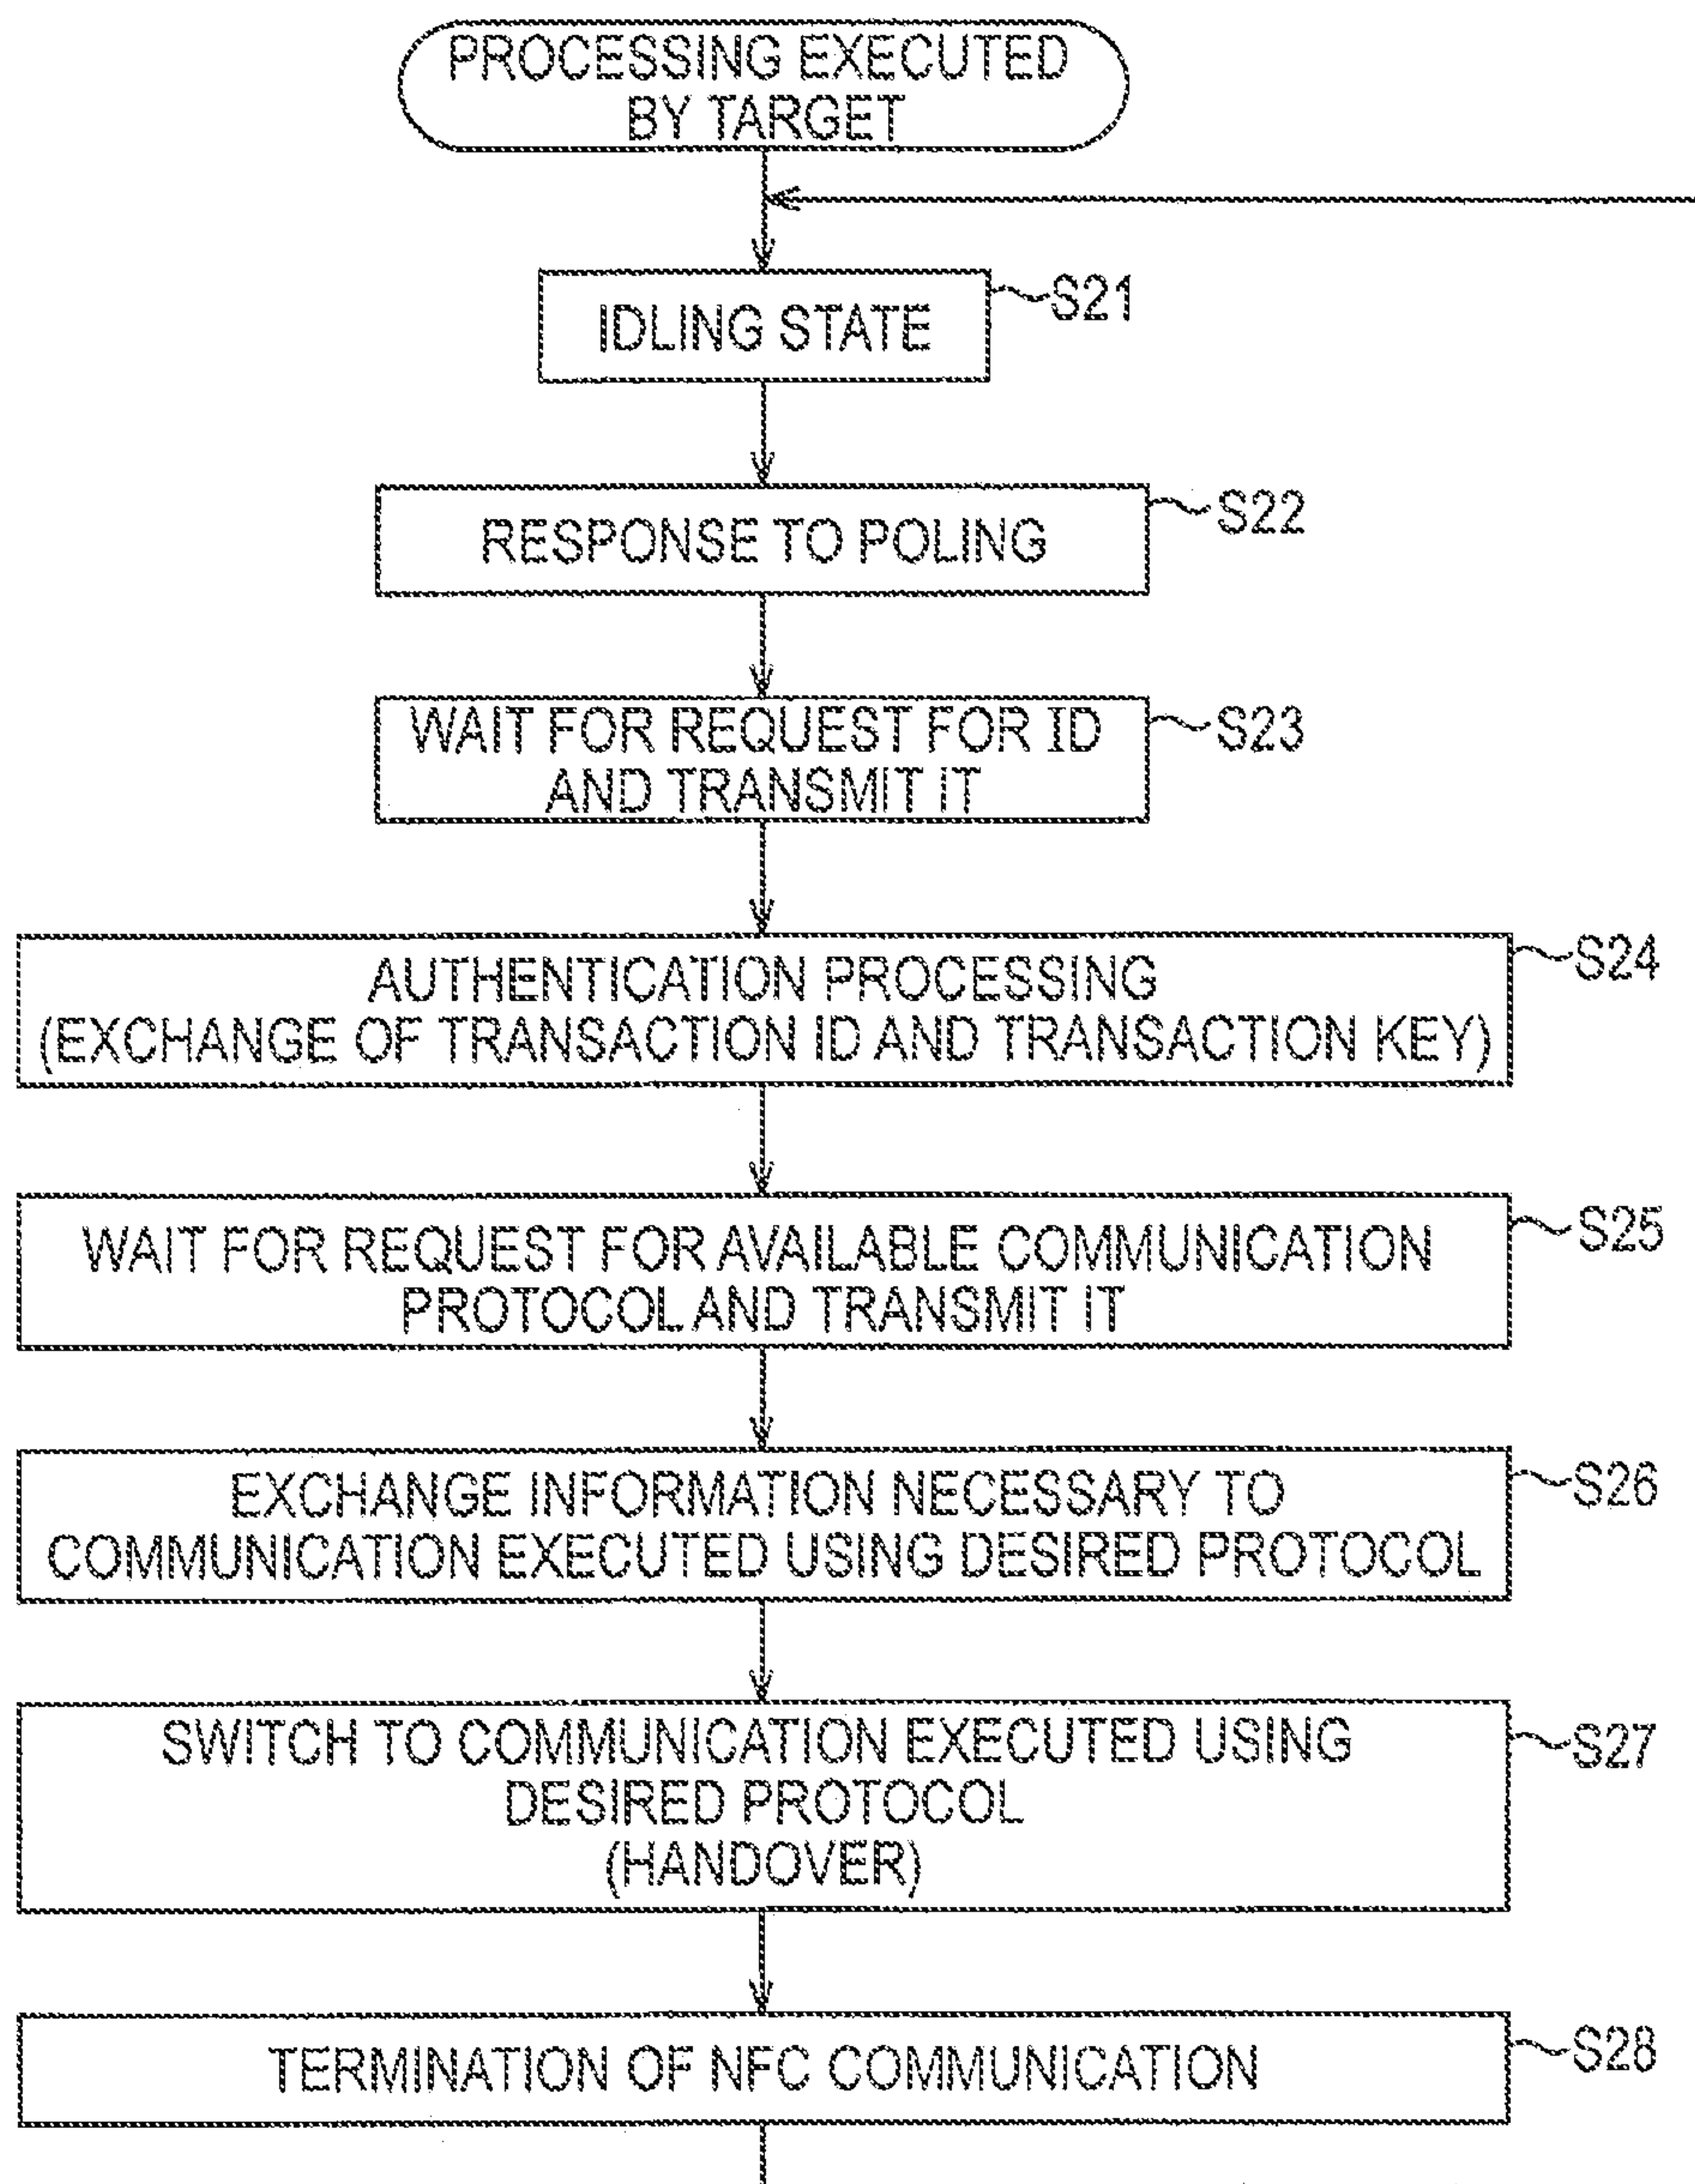 PROCESSING EXECUTED
BY TARGET
IDLING STATE
S21
RESPONSE TO POLING
S22
WAIT FOR REQUEST FOR ID
AND TRANSMIT IT
S23
AUTHENTICATION PROCESSING
(EXCHANGE OF TRANSACTION ID AND TRANSACTION KEY)
S24
WAIT FOR REQUEST FOR AVAILABLE COMMUNICATION
PROTOCOL AND TRANSMIT IT
S25
EXCHANGE INFORMATION NECESSARY TO
COMMUNICATION EXECUTED USING DESIRED PROTOCOL
S26
SWITCH TO COMMUNICATION EXECUTED USING
DESIRED PROTOCOL
(HANDOVER)
S27
TERMINATION OF NFC COMMUNICATION
S28